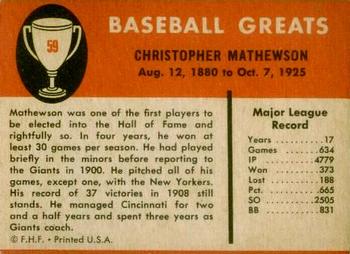 59
BASEBALL GREATS
CHRISTOPHER MATHEWSON
Aug. 12, 1880 to Oct. 7, 1925
Mathewson was one of the first players to
be elected into the Hall of Fame and
rightfully so. In four years, he won at
least 30 games per season. He had played
briefly in the minors before reporting to
the Giants in 1900. He pitched all of his
games, except one, with the New Yorkers.
His record of 37 victories in 1908 still
stands. He managed Cincinnati for two
and a half years and spent three years as
Giants coach.
© F.H.F. • Printed U.S.A.
Major League
Record
Years .............17
Games .........634
IP ...............4779
Won ............373
Lost .............188
Pct. .............665
SO .............2505
BB ..............831